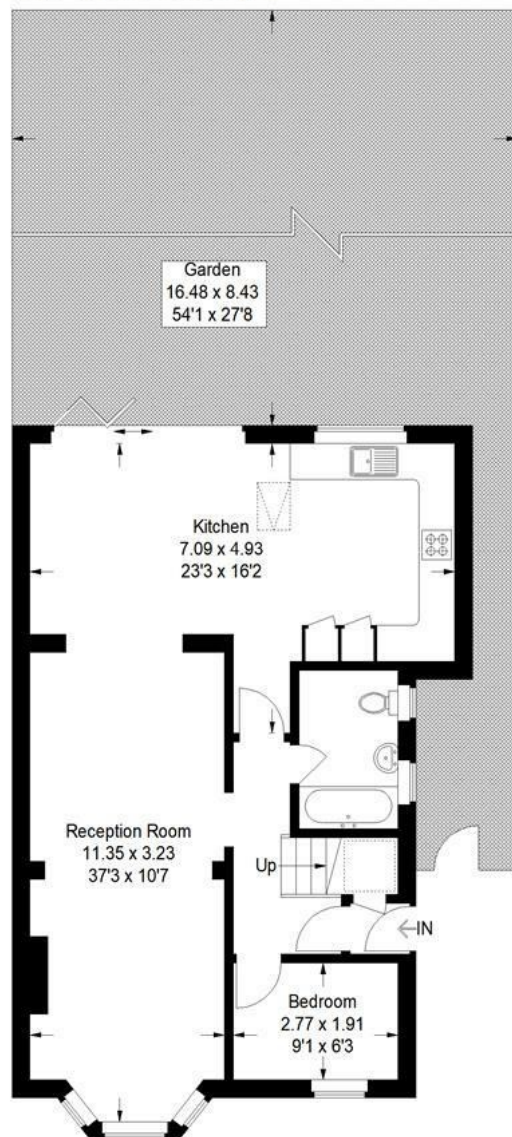 Garden
16.48 x 8.43
54'1 x 27'8
Kitchen
7.09 x 4.93
23'3 x 16'2
Reception Room
11.35 x 3.23
37'3 x 10'7
Up
IN
Bedroom
2.77 x 1.91
9'1 x 6'3